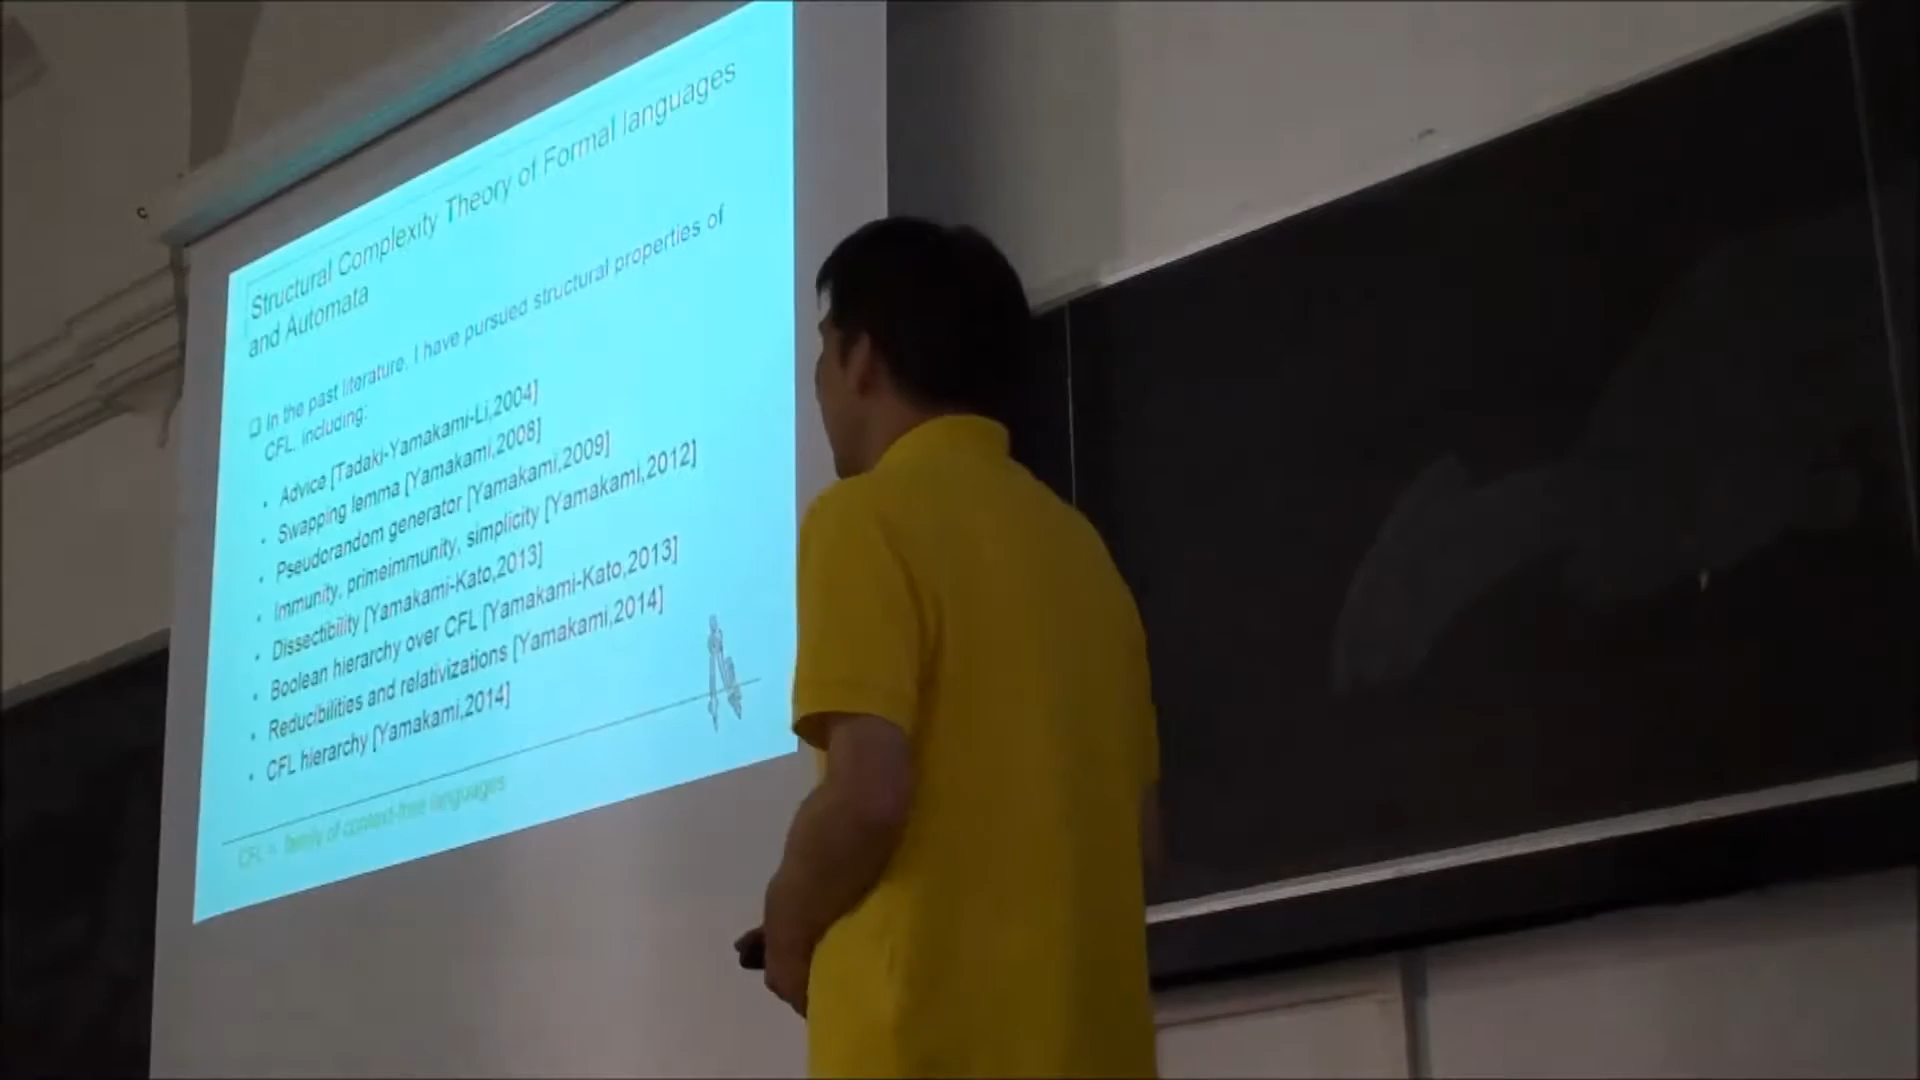 Structural Complexity Theory of Formal languages
and Automata
❑ In the past literature, I have pursued structural properties of
CFL, including:
• Advice [Tadaki-Yamakami-Li,2004]
• Swapping lemma [Yamakami,2008]
• Pseudorandom generator [Yamakami,2009]
• Immunity, primeimmunity, simplicity [Yamakami,2012]
• Dissectibility [Yamakami-Kato,2013]
• Boolean hierarchy over CFL [Yamakami-Kato,2013]
• Reducibilities and relativizations [Yamakami,2014]
• CFL hierarchy [Yamakami,2014]
CFL = family of context-free languages